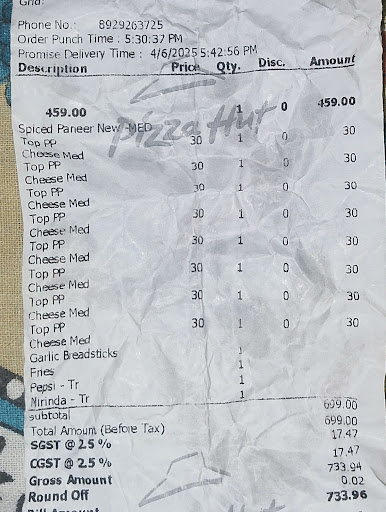 Grid:
Phone No.: 8929263725
Order Punch Time : 5:30:37 PM
Promise Delivery Time : 4/6/2025 5:42:56 PM
Description Price Qty. Disc. Amount
459.00 1 0 459.00
Spiced Paneer New -MED
Pizza Hut
Top PP 30 1 0 30
Cheese Med
Top PP 30 1 0 30
Cheese Med
Top PP 30 1 0 30
Cheese Med
Top PP 30 1 0 30
Cheese Med
Top PP 30 1 0 30
Cheese Med
Top PP 30 1 0 30
Cheese Med
Top PP 30 1 0 30
Cheese Med
Top PP 30 1 0 30
Cheese Med
Garlic Breadsticks 1
Fries 1
Pepsi - Tr 1
Mirinda - Tr 1
subtotal 699.00
Total Amount (Before Tax) 699.00
SGST @ 2.5 % 17.47
CGST @ 2.5 % 17.47
Gross Amount 733.94
Round Off 0.02
733.96